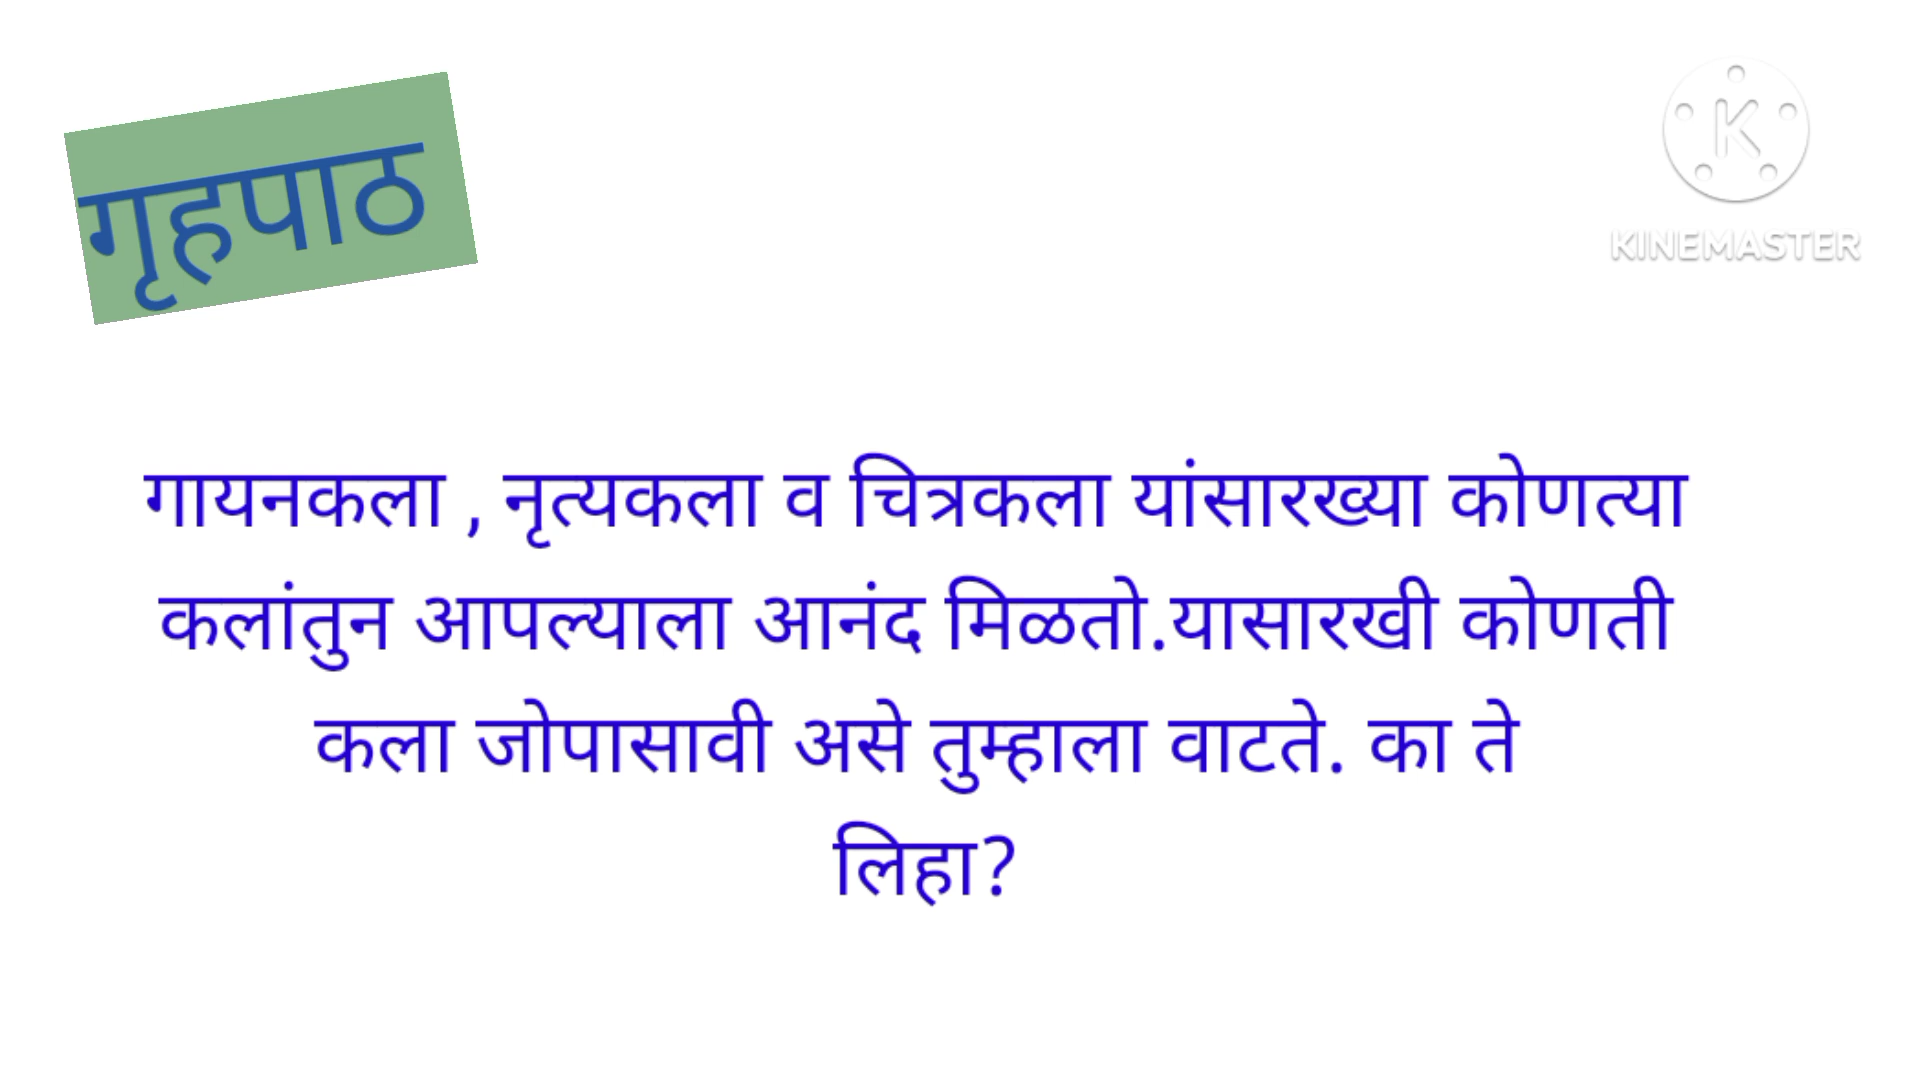 गृहपाठ
KINEMASTER
गायनकला , नृत्यकला व चित्रकला यांसारख्या कोणत्या
कलांतुन आपल्याला आनंद मिळतो.यासारखी कोणती
कला जोपासावी असे तुम्हाला वाटते. का ते
लिहा?